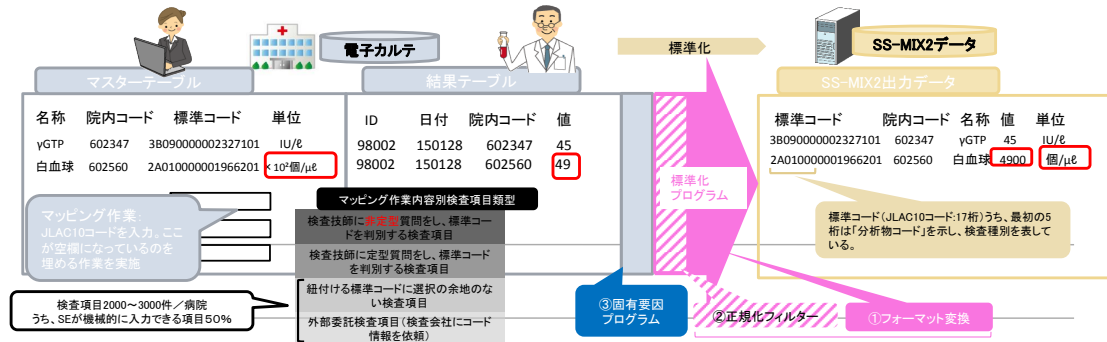 電子カルテ
標準化
SS-MIX2データ
マスターテーブル
結果テーブル
SS-MIX2出力データ
名称 院内コード 標準コード 単位
γGTP 602347 3B090000002327101 IU/ℓ
白血球 602560 2A010000001966201 ×10²個/μℓ
ID 日付 院内コード 値
98002 150128 602347 45
98002 150128 602560 49
標準コード 院内コード 名称 値 単位
3B090000002327101 602347 γGTP 45 IU/ℓ
2A010000001966201 602560 白血球 4900 個/μℓ
標準化
プログラム
マッピング作業:
JLAC10コードを入力。ここ
が空欄になっているのを
埋める作業を実施
マッピング作業内容別検査項目類型
検査技師に非定型質問をし、標準コー
ドを判別する検査項目
検査技師に定型質問をし、標準コード
を判別する検査項目
紐付ける標準コードに選択の余地のな
い検査項目
外部委託検査項目(検査会社にコード
情報を依頼)
標準コード(JLAC10コード:17桁)うち、最初の5
桁は「分析物コード」を示し、検査種別を表して
いる。
検査項目2000~3000件/病院
うち、SEが機械的に入力できる項目50%
③固有要因
プログラム
②正規化フィルター
①フォーマット変換